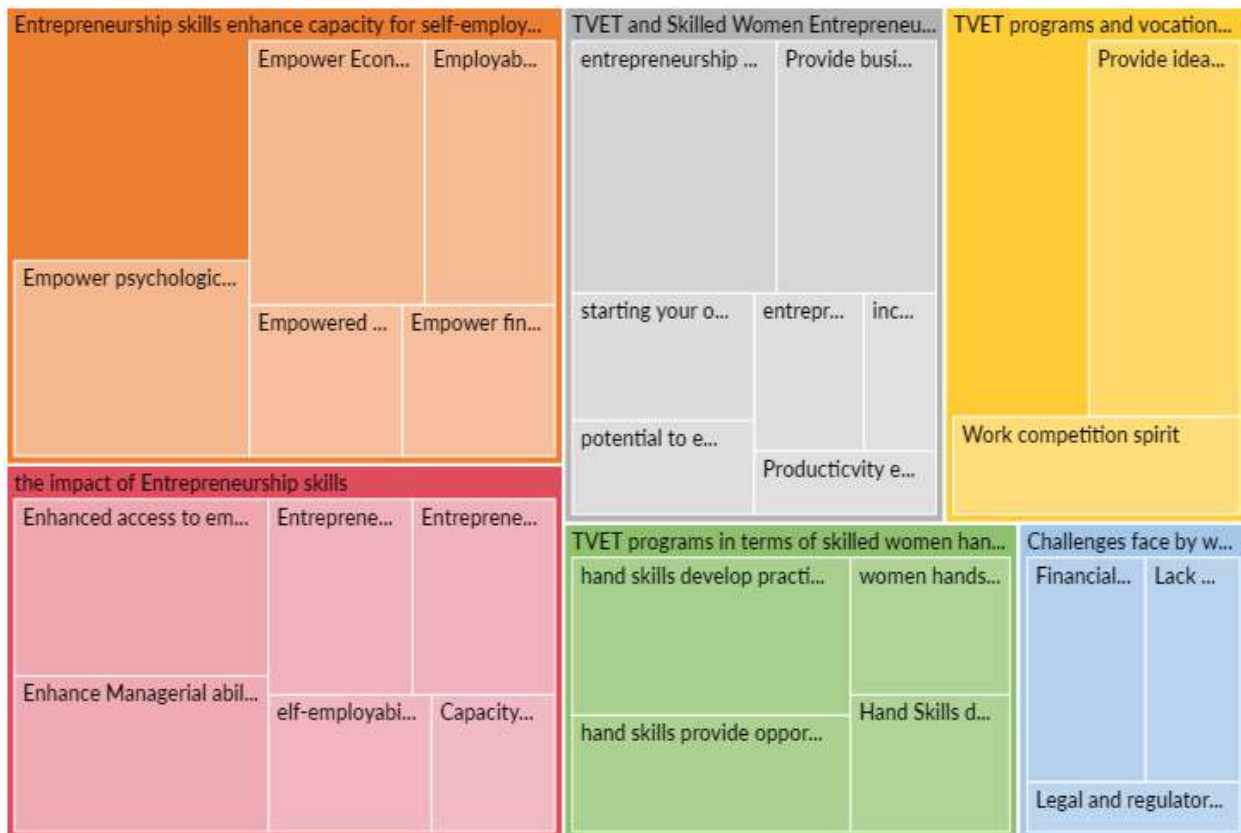 Entrepreneurship skills enhance capacity for self-employ...
Empower Econ...
Employab...
Empower psychologic...
Empowered ...
Empower fin...
TVET and Skilled Women Entrepreneu...
entrepreneurship ...
Provide busi...
starting your o...
entrepr...
inc...
potential to e...
Producticvity e...
TVET programs and vocation...
Provide idea...
Work competition spirit
the impact of Entrepreneurship skills
Enhanced access to em...
Entreprene...
Entreprene...
Enhance Managerial abil...
elf-employabi...
Capacity...
TVET programs in terms of skilled women han...
hand skills develop practi...
women hands...
hand skills provide oppor...
Hand Skills d...
Challenges face by w...
Financial...
Lack ...
Legal and regulator...